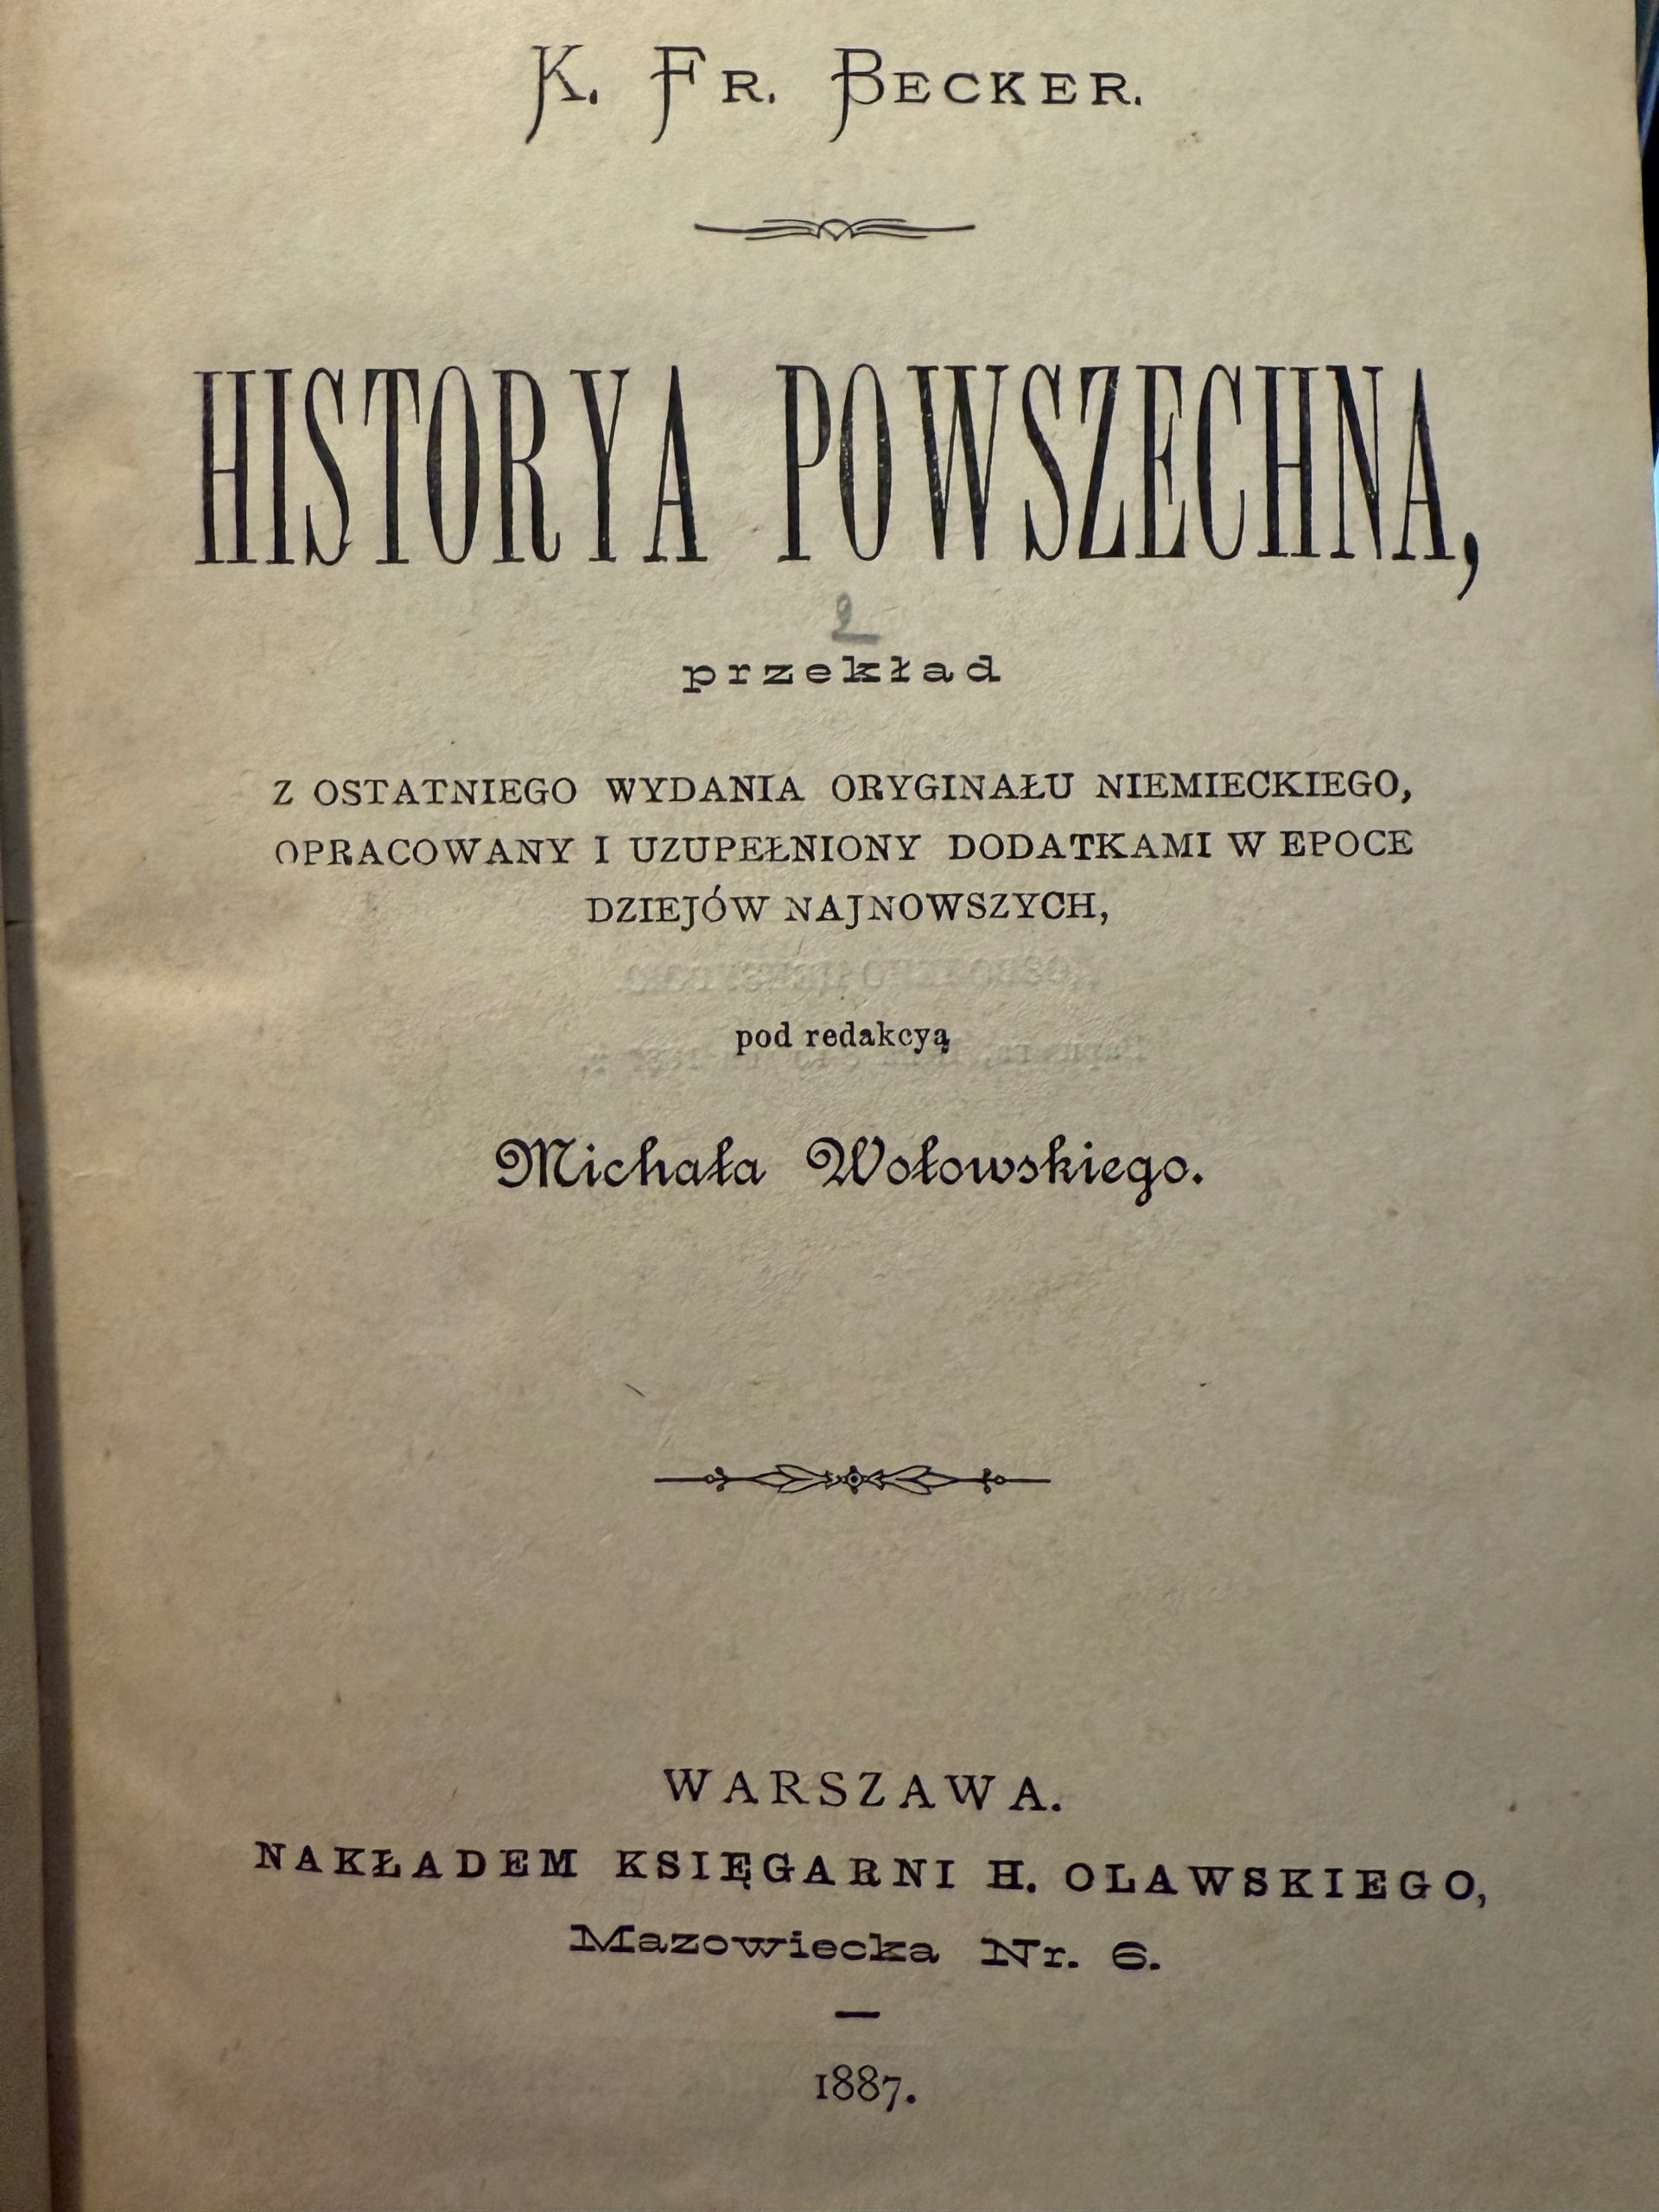 K. FR. BECKER.
HISTORYA POWSZECHNA,
2
przekład
Z OSTATNIEGO WYDANIA ORYGINAŁU NIEMIECKIEGO,
OPRACOWANY I UZUPEŁNIONY DODATKAMI W EPOCE
DZIEJÓW NAJNOWSZYCH,
pod redakcyą
Michała Wołowskiego.
WARSZAWA.
NAKŁADEM KSIĘGARNI H. OLAWSKIEGO,
Mazowiecka Nr. 6.
1887.